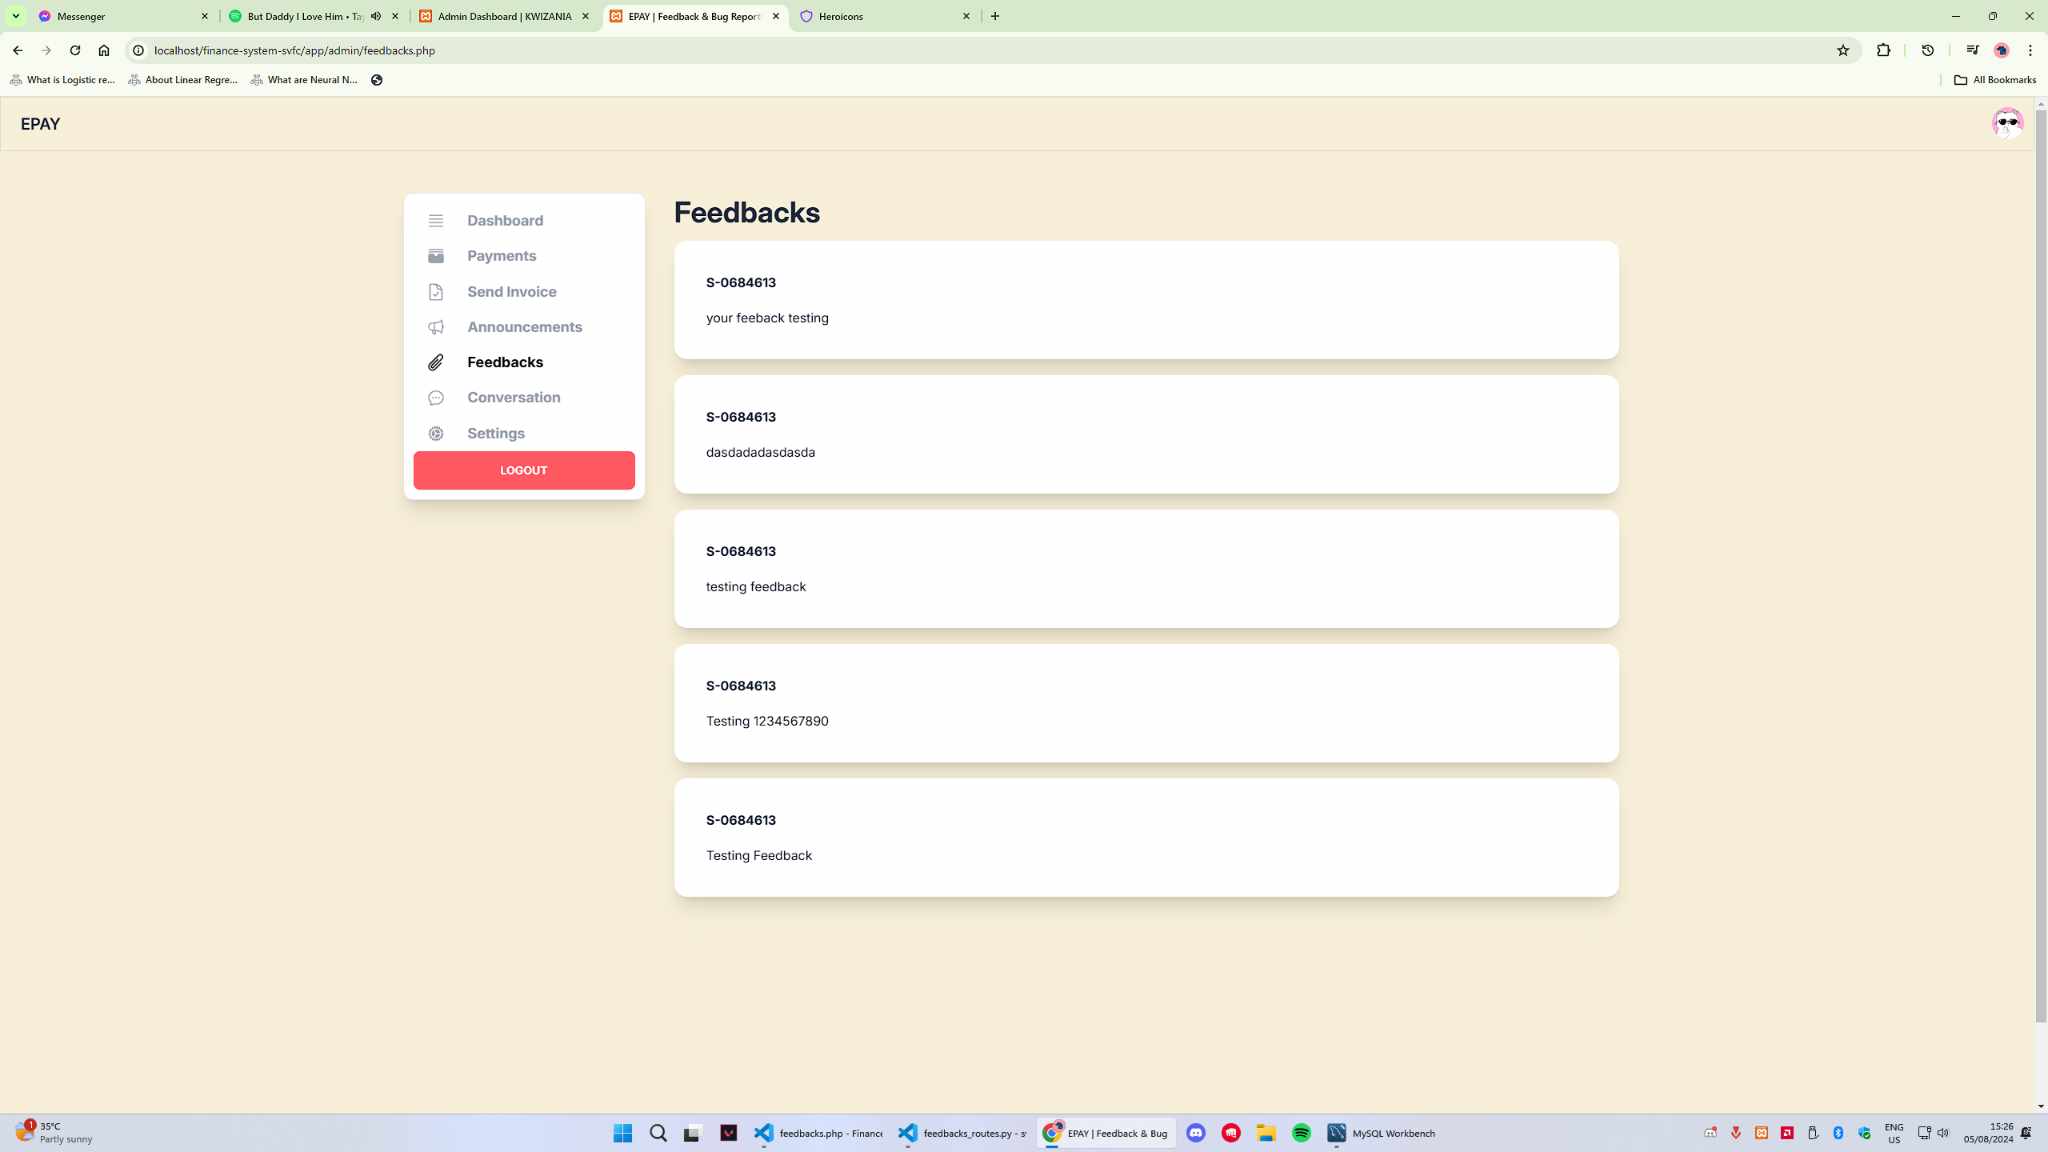 Messenger
But Daddy I Love Him • Ta
Admin Dashboard | KWIZANIA
EPAY | Feedback & Bug Report
Heroicons
localhost/finance-system-svfc/app/admin/feedbacks.php
What is Logistic re...
About Linear Regre...
What are Neural N...
All Bookmarks
EPAY
Dashboard
Payments
Send Invoice
Announcements
Feedbacks
Conversation
Settings
LOGOUT
Feedbacks
S-0684613
your feeback testing
S-0684613
dasdadadasdasda
S-0684613
testing feedback
S-0684613
Testing 1234567890
S-0684613
Testing Feedback
1
35°C
Partly sunny
feedbacks.php - Finance
feedbacks_routes.py - s
EPAY | Feedback & Bug
MySQL Workbench
ENG
US
15:26
05/08/2024